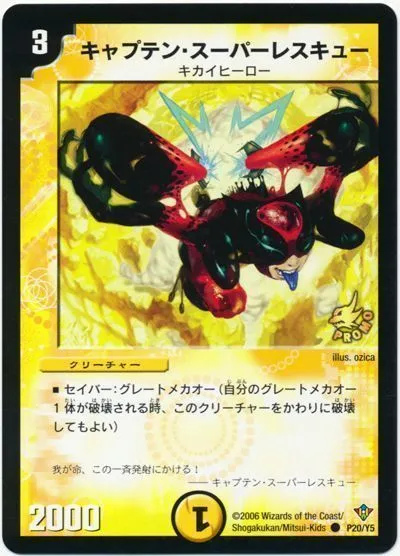 3
キャプテン・スーパーレスキュー
キカイヒーロー
PROMO
illus. ozica
クリーチャー
■ セイバー：グレートメカオー（自分のグレートメカオー
1体が破壊される時、このクリーチャーをかわりに破壊
してもよい）
我が命、この一斉発射にかける！
—— キャプテン・スーパーレスキュー
2000
1
©2006 Wizards of the Coast/
Shogakukan/Mitsui-Kids
P20/Y5